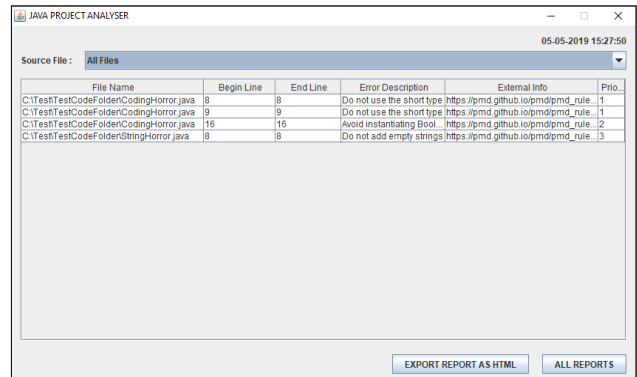 JAVA PROJECT ANALYSER
05-05-2019 15:27:50
Source File : All Files
File Name Begin Line End Line Error Description External Info Prio...
C:\Test\TestCodeFolder\CodingHorror.java 8 8 Do not use the short type https://pmd.github.io/pmd/pmd_rule... 1
C:\Test\TestCodeFolder\CodingHorror.java 9 9 Do not use the short type https://pmd.github.io/pmd/pmd_rule... 1
C:\Test\TestCodeFolder\CodingHorror.java 16 16 Avoid instantiating Bool... https://pmd.github.io/pmd/pmd_rule... 2
C:\Test\TestCodeFolder\StringHorror.java 8 8 Do not add empty strings https://pmd.github.io/pmd/pmd_rule... 3
EXPORT REPORT AS HTML ALL REPORTS